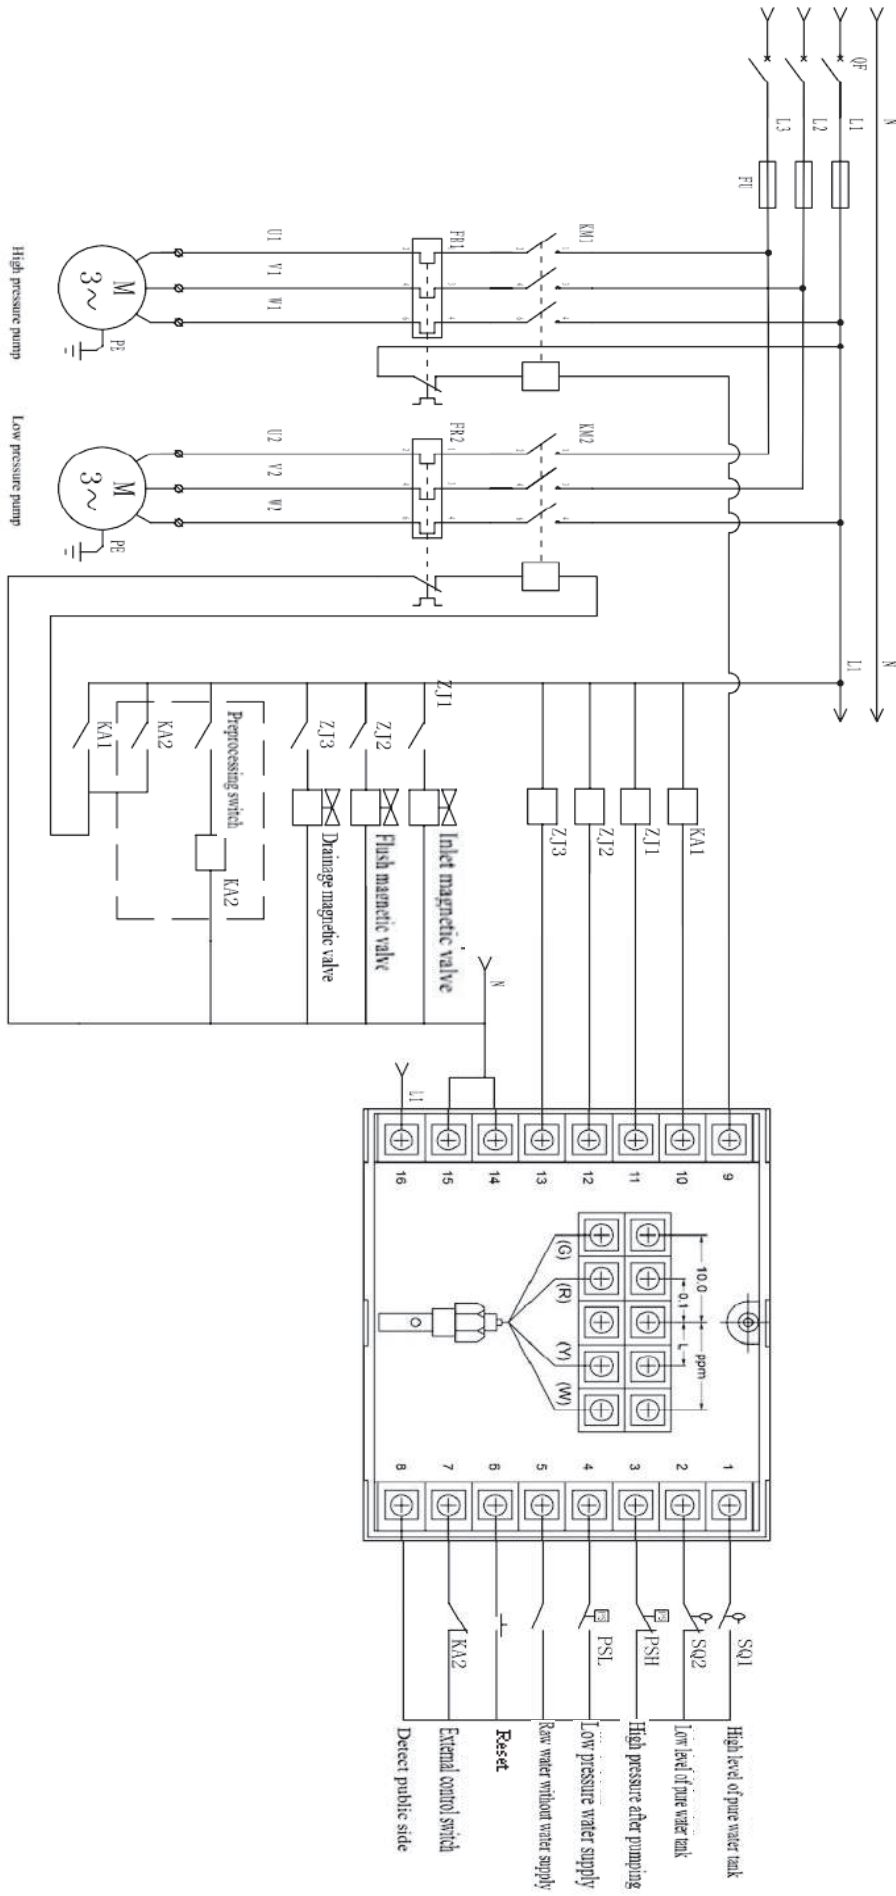 N
QF
L1
L2
L3
FU
KM1
FR1
U1
V1
W1
M
3~
PE
High pressure pump
KM2
FR2
U2
V2
W2
M
3~
PE
Low pressure pump
N
L1
KA1
KA2
Preprocessing switch
KA2
ZJ3
ZJ2
ZJ1
Drainage magnetic valve
Flush magnetic valve
Inlet magnetic valve
ZJ3
ZJ2
ZJ1
KA1
N
L1
16
15
14
13
12
11
10
9
(G)
(R)
(Y)
(W)
10.0
0.1
L
ppm
8
7
6
5
4
3
2
1
KA2
PSL
PSH
SQ2
SQ1
High level of pure water tank
Low level of pure water tank
High pressure after pumping
Low pressure water supply
Raw water without water supply
Reset
External control switch
Detect public side